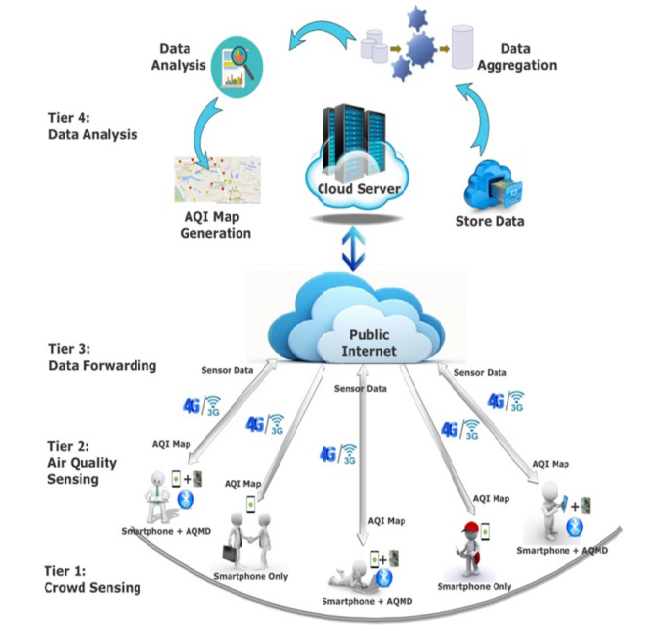 Data
Analysis
Data
Aggregation
Tier 4:
Data Analysis
Cloud Server
AQI Map
Generation
Store Data
Public
Internet
Tier 3:
Data Forwarding
Sensor Data
Sensor Data
Sensor Data
4G/3G
4G/3G
4G/3G
4G/3G
4G/3G
Tier 2:
Air Quality
Sensing
AQI Map
AQI Map
AQI Map
AQI Map
AQI Map
Smartphone + AQMD
Smartphone Only
Smartphone + AQMD
Smartphone Only
Smartphone + AQMD
Tier 1:
Crowd Sensing